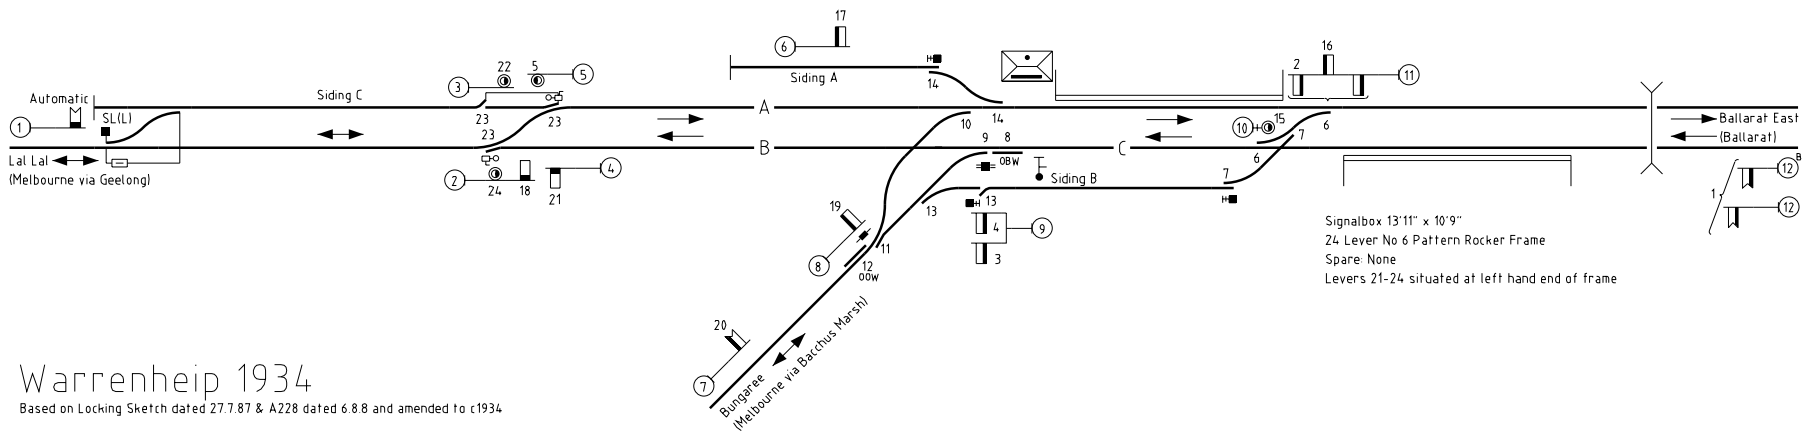 17
6
Siding A
14
14
2
16
11
22
5
5
3
Automatic
Siding C
1
SL(L)
23
23
23
A
10
10
15
6
7
6
Ballarat East
(Ballarat)
B
Lal Lal
(Melbourne via Geelong)
B
9
8
OBW
C
2
24
18
21
4
Siding B
7
13
13
1
12
12
19
8
11
12
OOW
4
3
9
Signalbox 13'11" x 10'9"
24 Lever No 6 Pattern Rocker Frame
Spare: None
Levers 21-24 situated at left hand end of frame
20
7
Bungaree
(Melbourne via Bacchus Marsh)
Warrenheip 1934
Based on Locking Sketch dated 27.7.87 & A228 dated 6.8.8 and amended to c1934